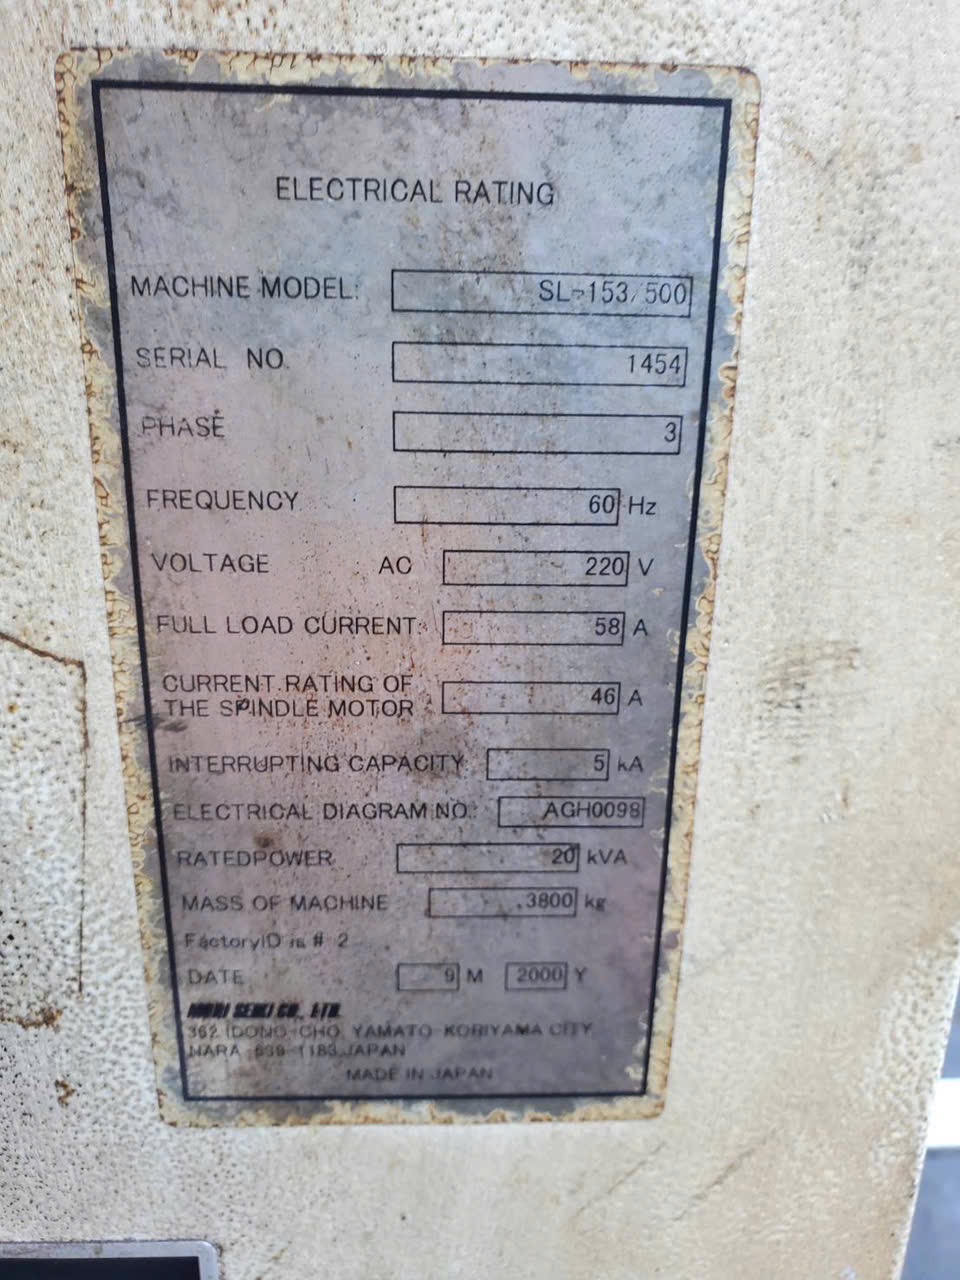 ELECTRICAL RATING
MACHINE MODEL: SL-153/500
SERIAL NO. 1454
PHASE 3
FREQUENCY 60 Hz
VOLTAGE AC 220 V
FULL LOAD CURRENT: 58 A
CURRENT RATING OF
THE SPINDLE MOTOR 46 A
INTERRUPTING CAPACITY 5 kA
ELECTRICAL DIAGRAM NO.: AGH0098
RATEDPOWER 20 kVA
MASS OF MACHINE 3800 kg
FactoryID is # 2
DATE 9 M 2000 Y
MORI SEIKI CO., LTD.
362 IDONO-CHO YAMATO-KORIYAMA CITY
NARA 639-1183,JAPAN
MADE IN JAPAN